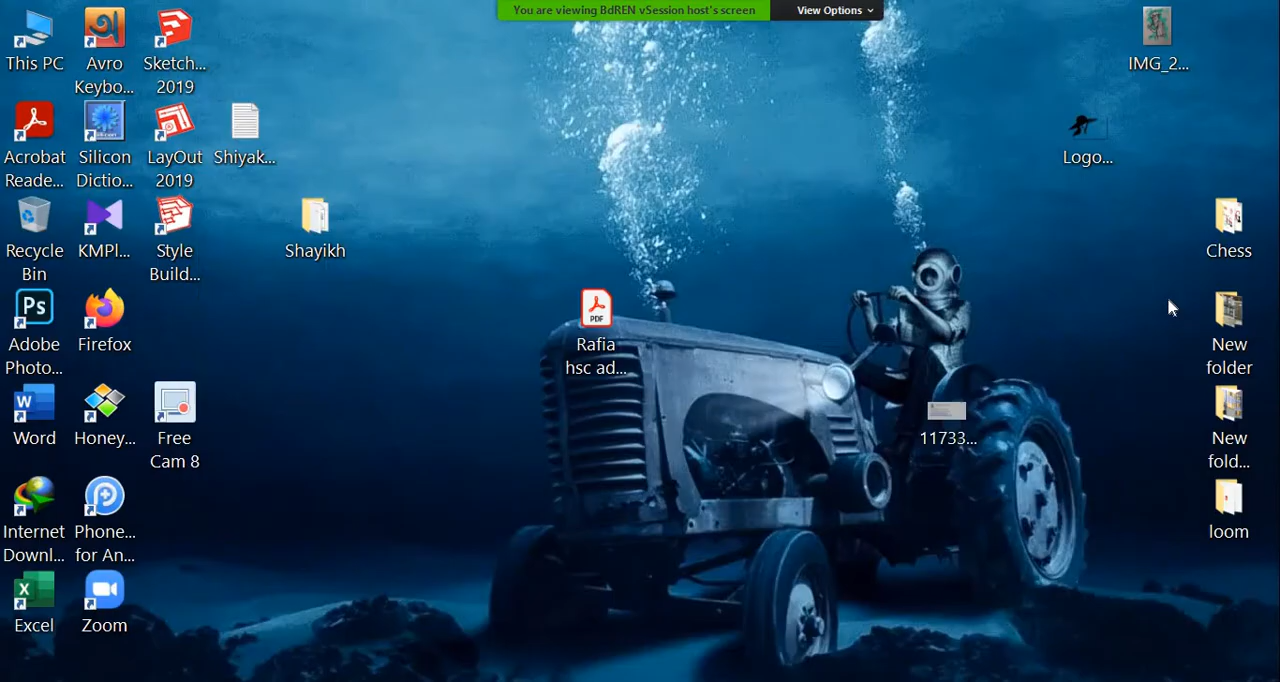 You are viewing BdREN vSession host's screen
View Options
This PC
Avro
Keybo...
Sketch...
2019
IMG_2...
Acrobat
Reade...
Silicon
Dictio...
LayOut
2019
Shiyak...
Logo...
Recycle
Bin
KMPl...
Style
Build...
Shayikh
Chess
Ps
Adobe
Photo...
Firefox
PDF
Rafia
hsc ad...
New
folder
W
Word
Honey...
Free
Cam 8
11733...
New
fold...
Internet
Downl...
Phone...
for An...
loom
X
Excel
Zoom